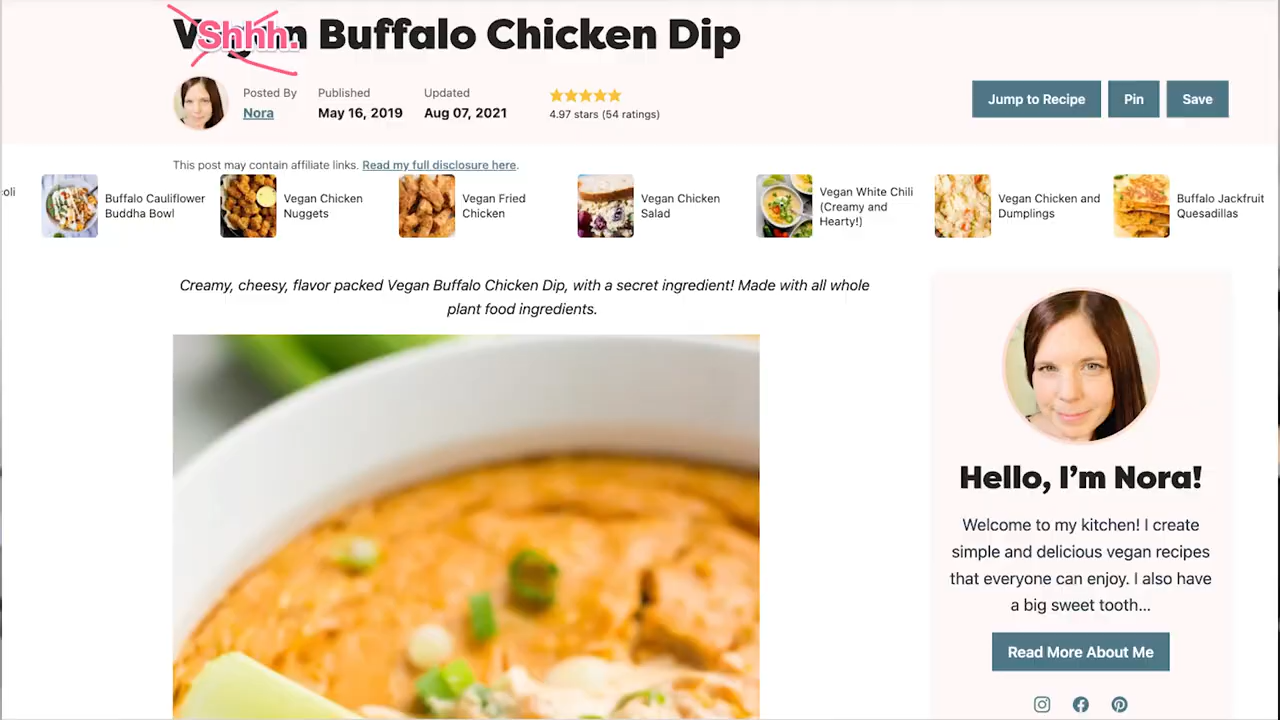 Vegan Buffalo Chicken Dip
Shhh.
Posted By
Nora
Published
May 16, 2019
Updated
Aug 07, 2021
4.97 stars (54 ratings)
Jump to Recipe
Pin
Save
This post may contain affiliate links. Read my full disclosure here.
oli
Buffalo Cauliflower
Buddha Bowl
Vegan Chicken
Nuggets
Vegan Fried
Chicken
Vegan Chicken
Salad
Vegan White Chili
(Creamy and
Hearty!)
Vegan Chicken and
Dumplings
Buffalo Jackfruit
Quesadillas
Creamy, cheesy, flavor packed Vegan Buffalo Chicken Dip, with a secret ingredient! Made with all whole
plant food ingredients.
Hello, I'm Nora!
Welcome to my kitchen! I create
simple and delicious vegan recipes
that everyone can enjoy. I also have
a big sweet tooth...
Read More About Me